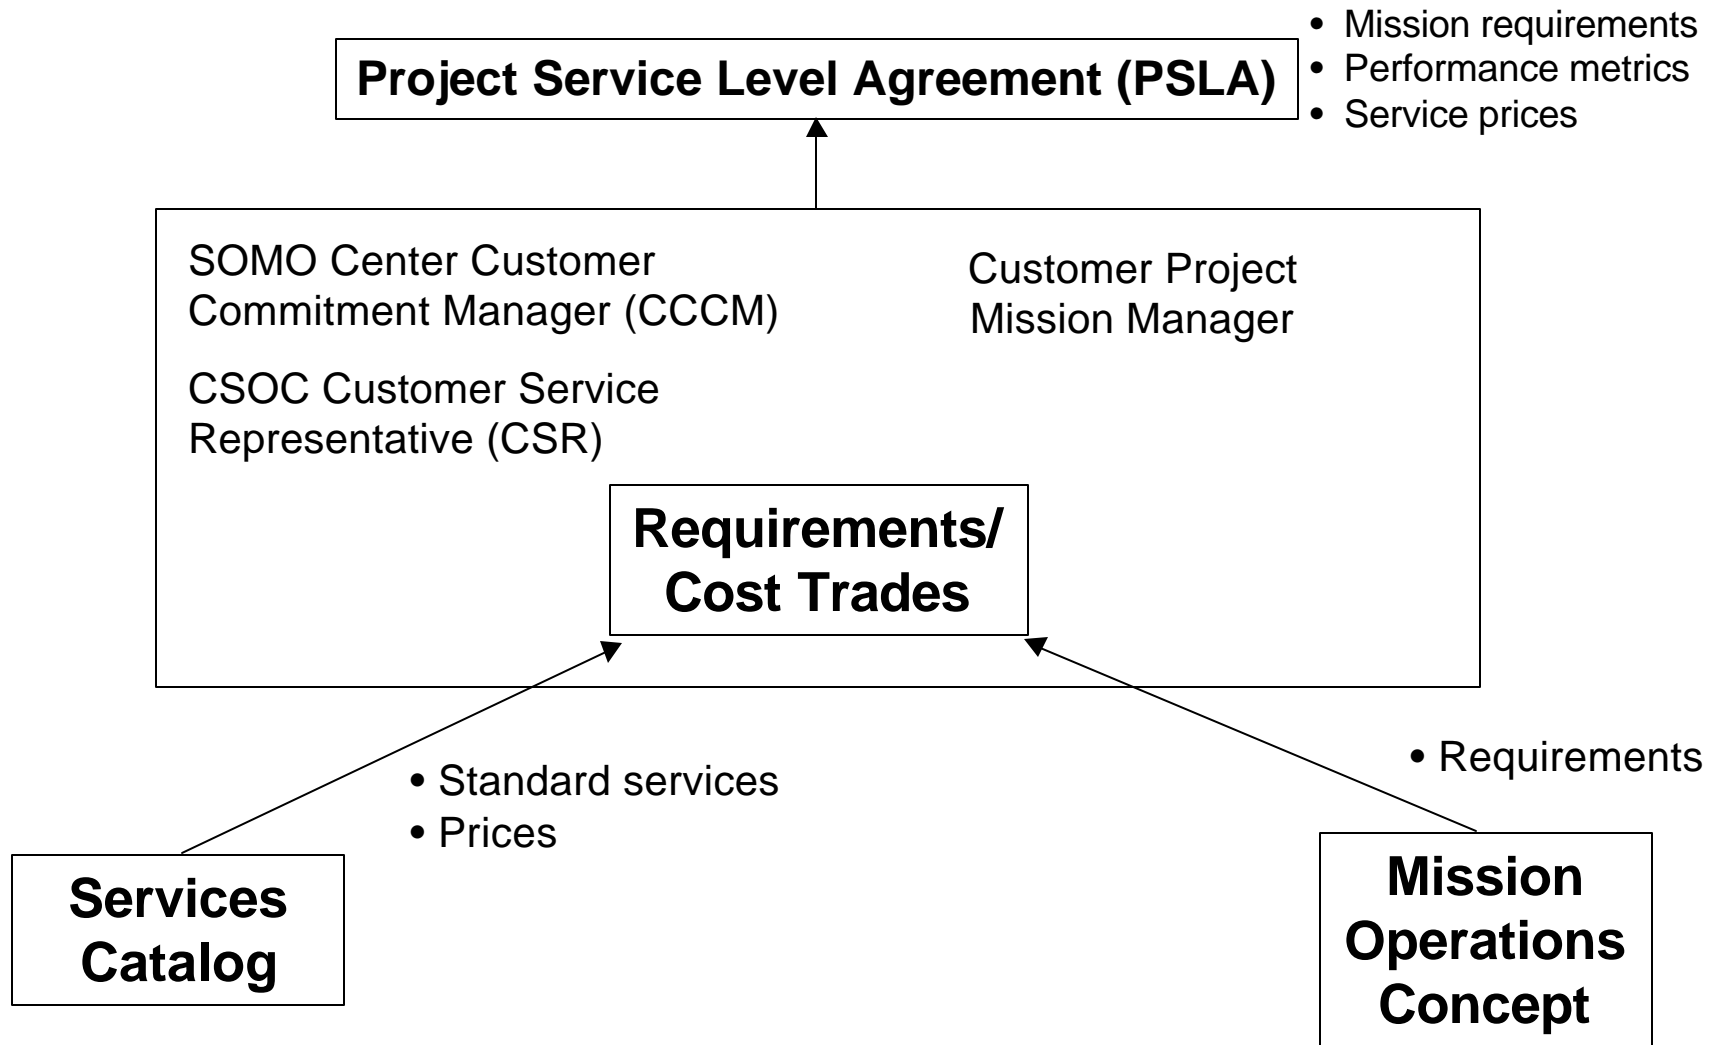 Project Service Level Agreement (PSLA)
• Mission requirements
• Performance metrics
• Service prices
SOMO Center Customer
Commitment Manager (CCCM)
CSOC Customer Service
Representative (CSR)
Customer Project
Mission Manager
Requirements/
Cost Trades
• Standard services
• Prices
• Requirements
Services
Catalog
Mission
Operations
Concept